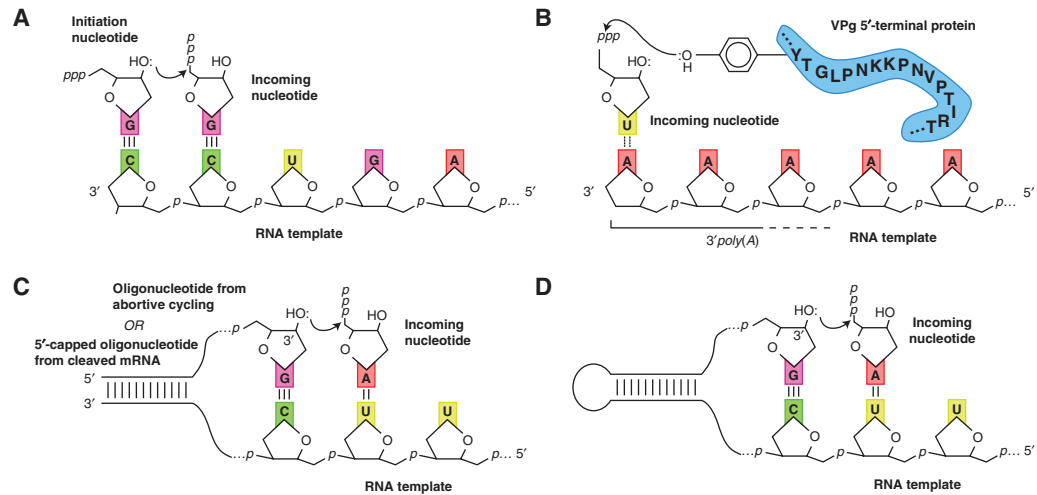 A
Initiation
nucleotide
HO:
p
p
p
HO
ppp
Incoming
nucleotide
O
O
G
G
C
C
U
G
A
3′
O
O
O
O
O
5′
p
p
p
p
p...
RNA template
B
ppp
VPg 5′-terminal protein
HO:
:O
H
...YTGLPNKKPNVPTIRT...
O
Incoming nucleotide
U
A
A
A
A
A
3′
O
O
O
O
O
5′
p
p
p
p
p...
3′poly(A)
RNA template
C
Oligonucleotide from
abortive cycling
OR
5′-capped oligonucleotide
from cleaved mRNA
5′
3′
...p
HO:
3′
p
p
p
HO
Incoming
nucleotide
O
O
G
A
C
U
U
O
O
O
...p
p
p
p... 5′
RNA template
D
...p
HO:
3′
p
p
p
HO
Incoming
nucleotide
O
O
G
A
C
U
U
O
O
O
...p
p
p
p... 5′
RNA template